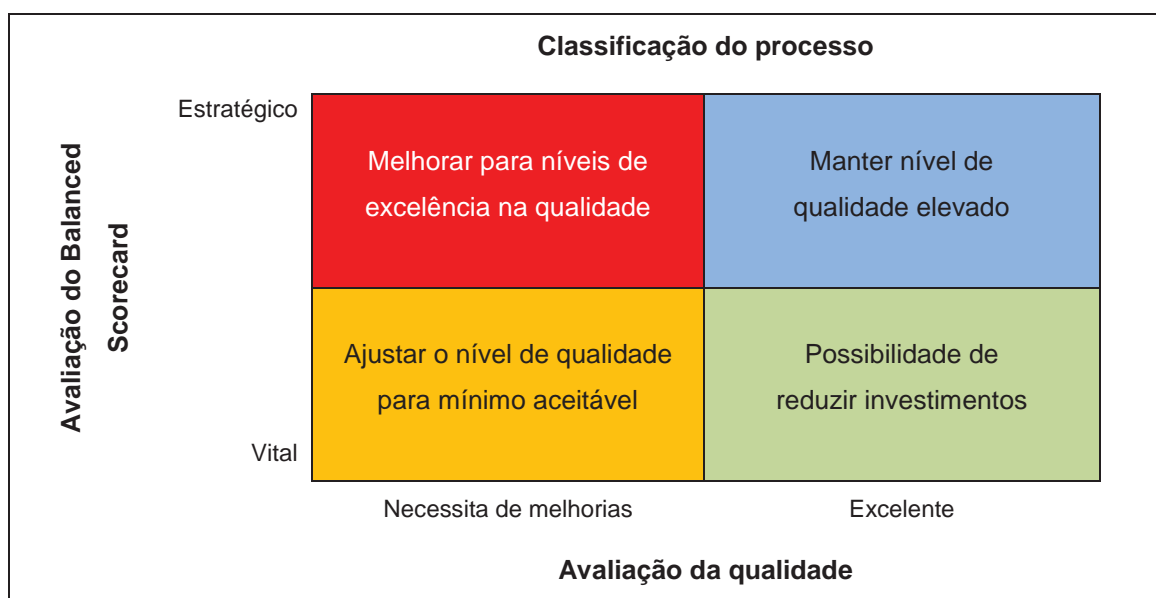 Classificação do processo
Avaliação do Balanced
Scorecard
Estratégico
Melhorar para níveis de
excelência na qualidade
Manter nível de
qualidade elevado
Ajustar o nível de qualidade
para mínimo aceitável
Possibilidade de
reduzir investimentos
Vital
Necessita de melhorias
Excelente
Avaliação da qualidade